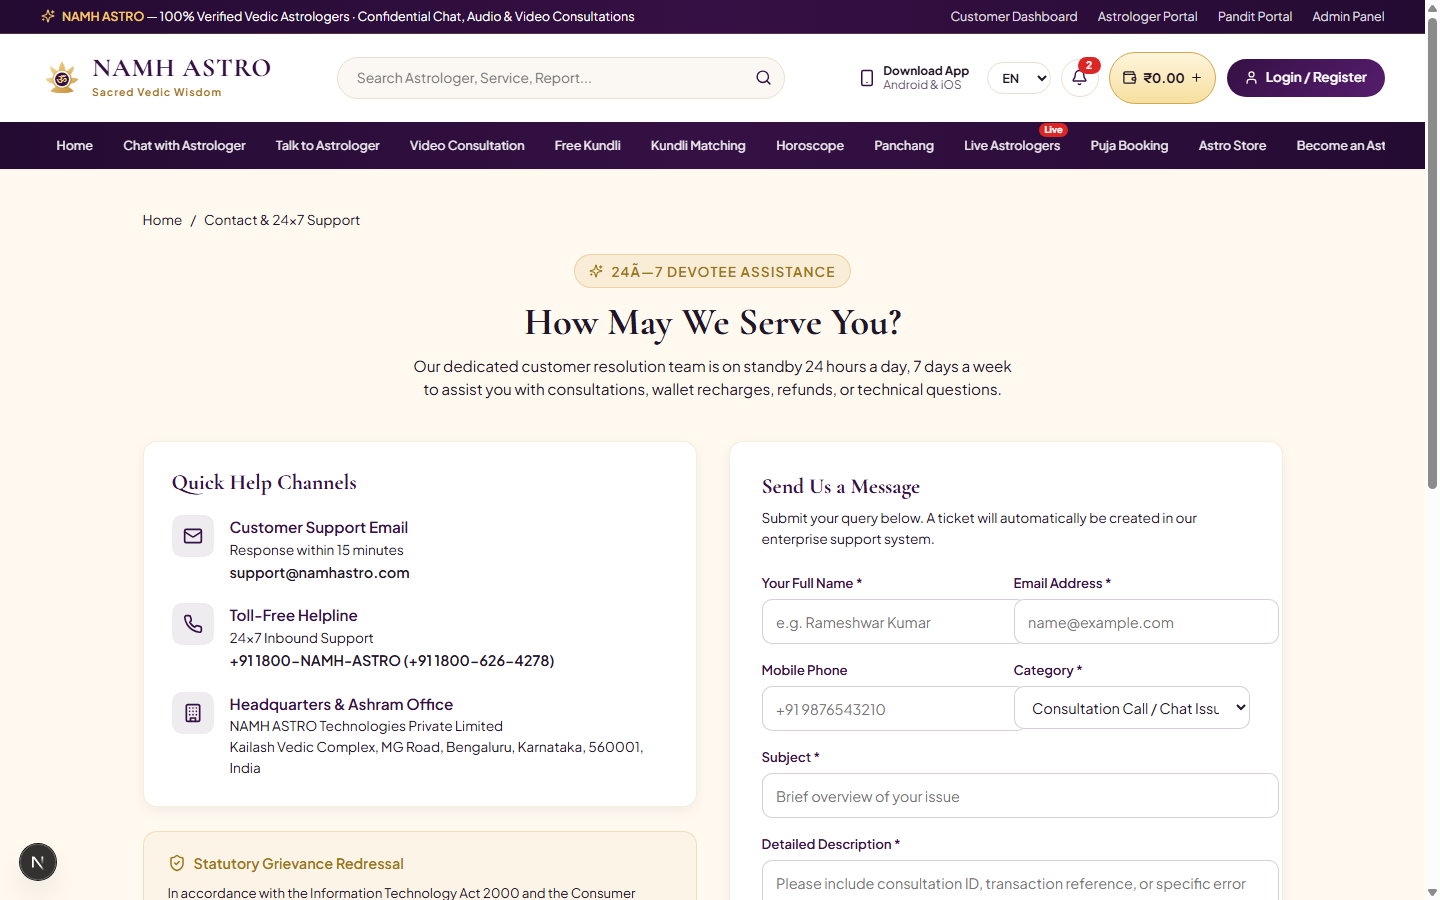 NAMH ASTRO — 100% Verified Vedic Astrologers · Confidential Chat, Audio & Video Consultations
Customer Dashboard
Astrologer Portal
Pandit Portal
Admin Panel
NAMH ASTRO
Sacred Vedic Wisdom
Search Astrologer, Service, Report...
Download App
Android & iOS
EN
2
₹0.00 +
Login / Register
Live
Home
Chat with Astrologer
Talk to Astrologer
Video Consultation
Free Kundli
Kundli Matching
Horoscope
Panchang
Live Astrologers
Puja Booking
Astro Store
Become an Ast
Home / Contact & 24×7 Support
24Ã—7 DEVOTEE ASSISTANCE
How May We Serve You?
Our dedicated customer resolution team is on standby 24 hours a day, 7 days a week
to assist you with consultations, wallet recharges, refunds, or technical questions.
Quick Help Channels
Customer Support Email
Response within 15 minutes
support@namhastro.com
Toll-Free Helpline
24×7 Inbound Support
+91 1800-NAMH-ASTRO (+91 1800-626-4278)
Headquarters & Ashram Office
NAMH ASTRO Technologies Private Limited
Kailash Vedic Complex, MG Road, Bengaluru, Karnataka, 560001,
India
Statutory Grievance Redressal
In accordance with the Information Technology Act 2000 and the Consumer
Send Us a Message
Submit your query below. A ticket will automatically be created in our
enterprise support system.
Your Full Name *
Email Address *
e.g. Rameshwar Kumar
name@example.com
Mobile Phone
Category *
+91 9876543210
Consultation Call / Chat Issu
Subject *
Brief overview of your issue
Detailed Description *
Please include consultation ID, transaction reference, or specific error
N